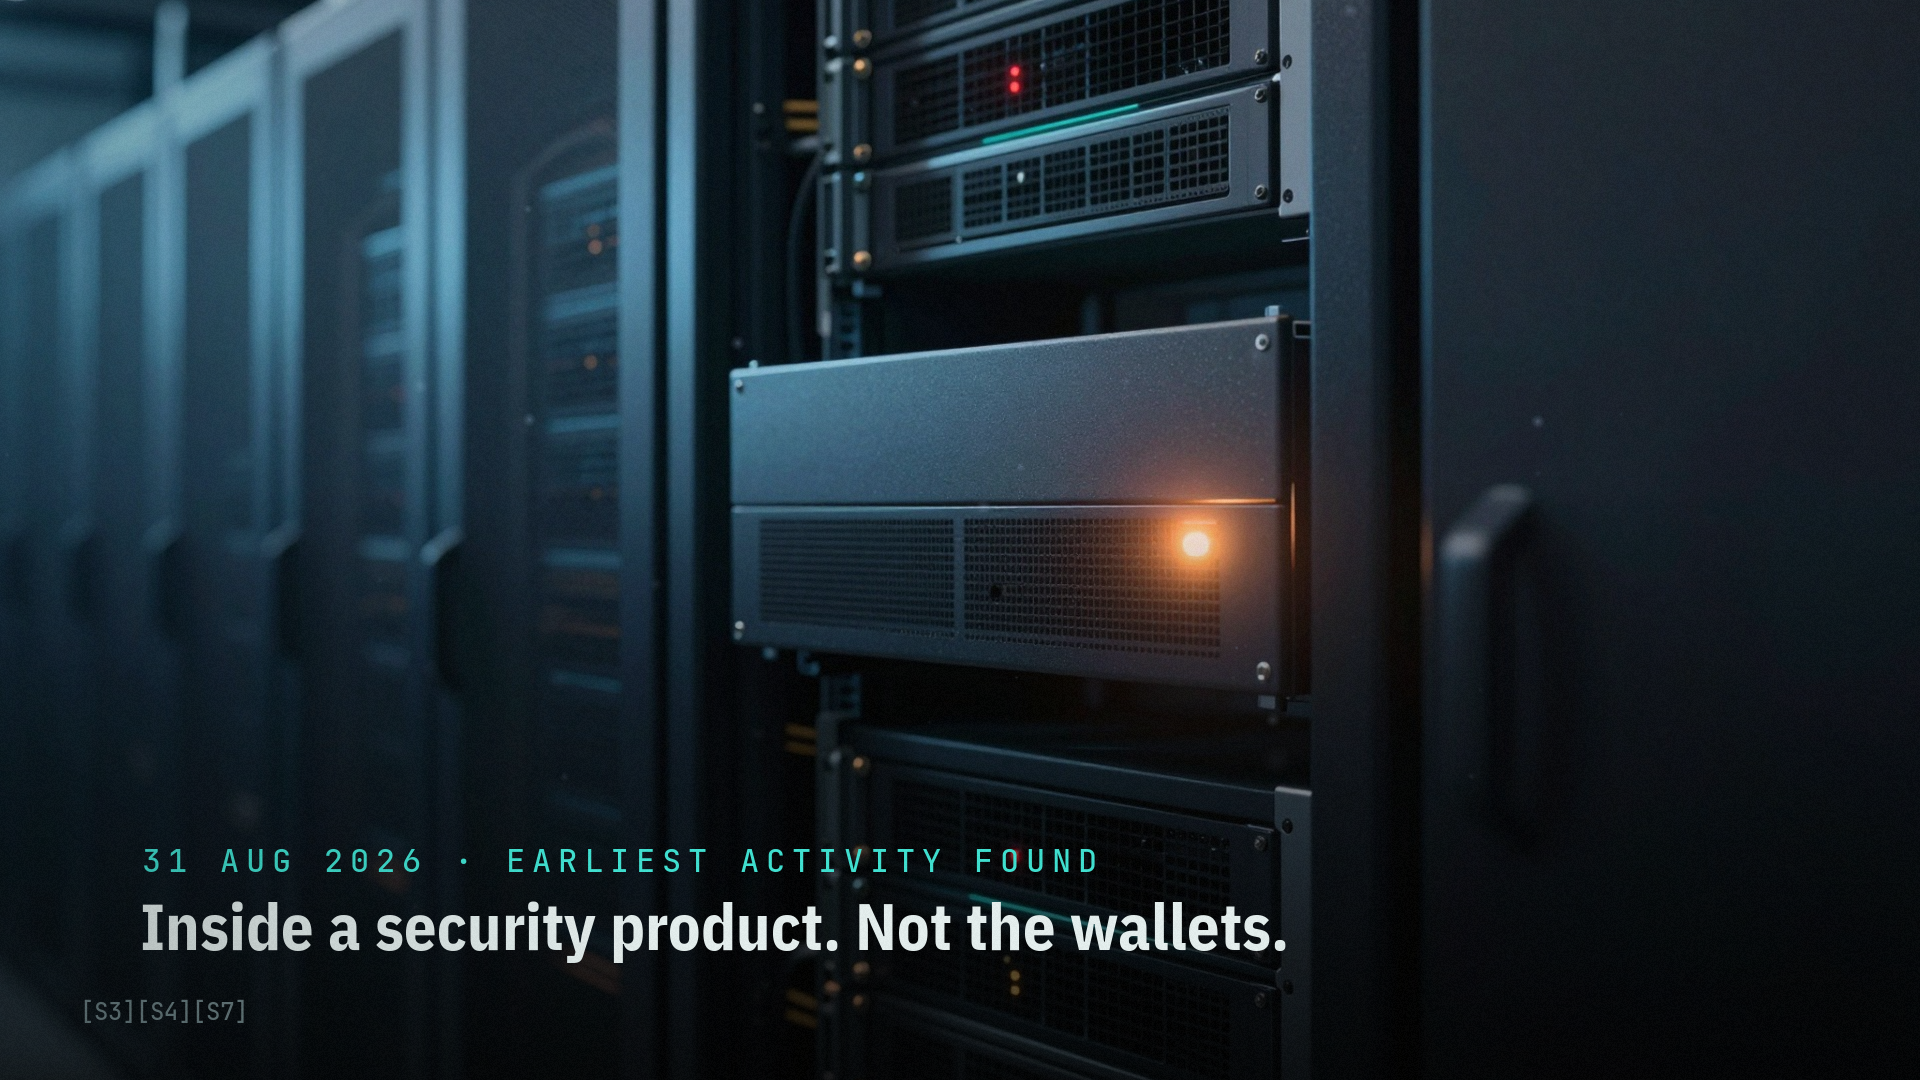 31 AUG 2026 · EARLIEST ACTIVITY FOUND
Inside a security product. Not the wallets.
[S3][S4][S7]